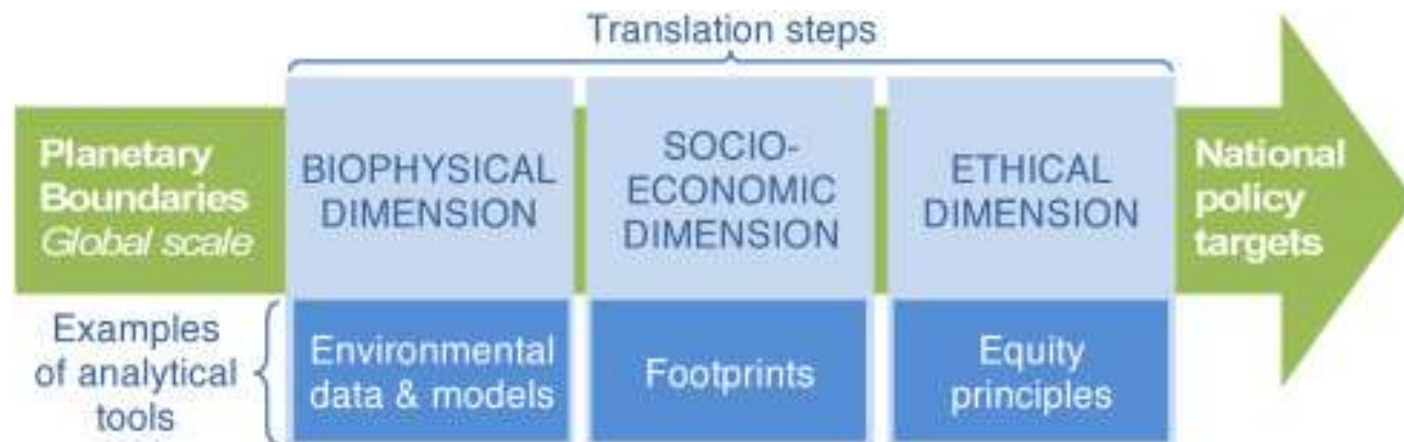 Translation steps
Planetary
Boundaries
Global scale
BIOPHYSICAL
DIMENSION
SOCIO-
ECONOMIC
DIMENSION
ETHICAL
DIMENSION
National
policy
targets
Examples
of analytical
tools
Environmental
data & models
Footprints
Equity
principles